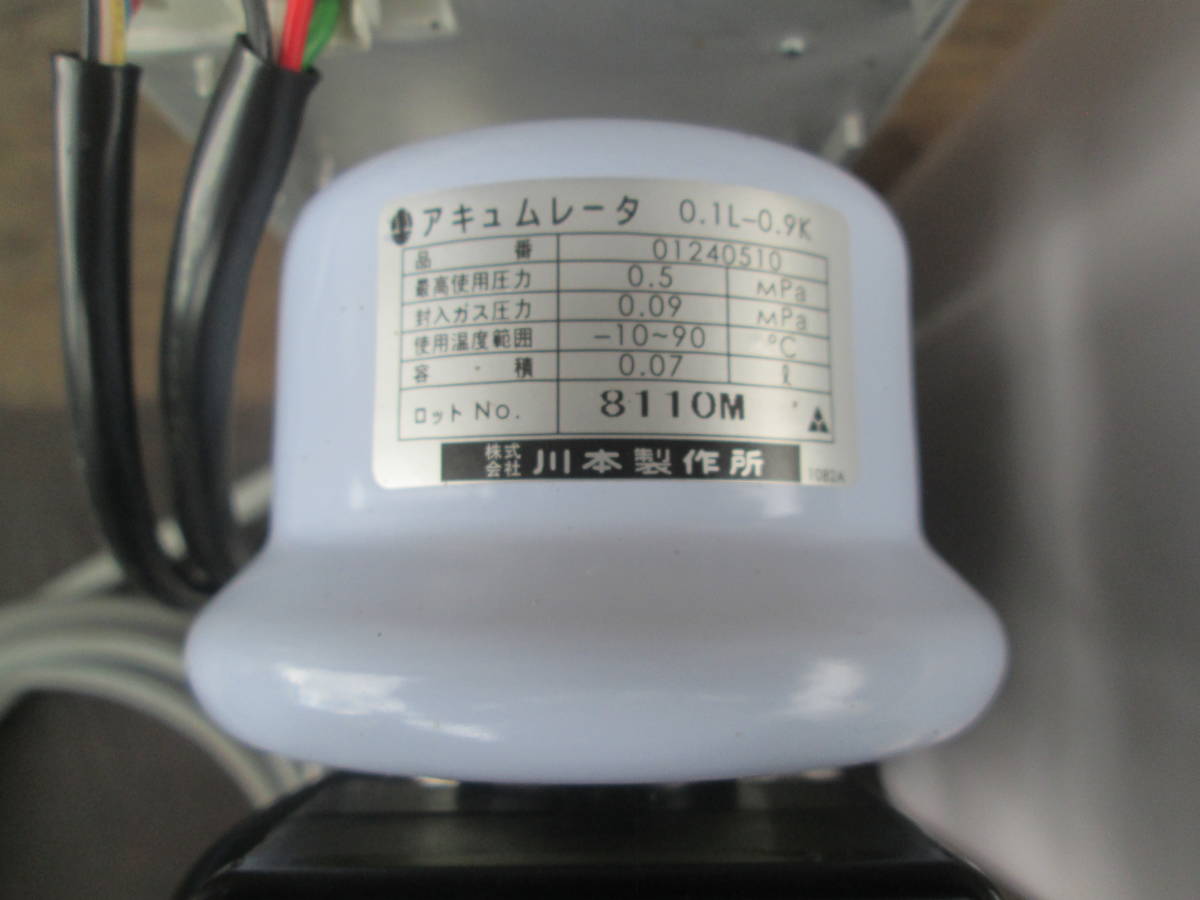 アキュムレータ 0.1L-0.9K
品番 01240510
最高使用圧力 0.5 MPa
封入ガス圧力 0.09 MPa
使用温度範囲 -10~90 ℃
容・積 0.07 ℓ
ロットNo. 8110M
株式会社 川本製作所
1082A